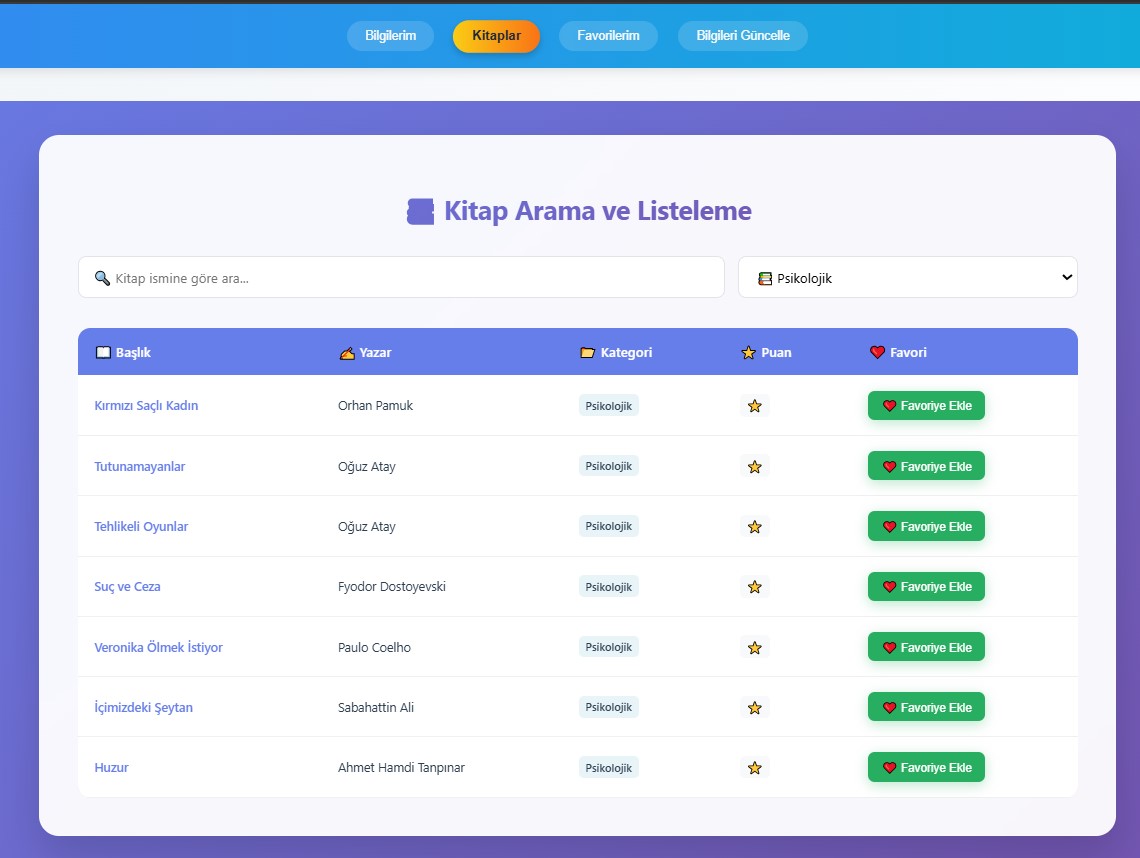 Bilgilerim Kitaplar Favorilerim Bilgileri Güncelle
Kitap Arama ve Listeleme
Kitap ismine göre ara... Psikolojik
Başlık Yazar Kategori Puan Favori
Kırmızı Saçlı Kadın Orhan Pamuk Psikolojik Favoriye Ekle
Tutunamayanlar Oğuz Atay Psikolojik Favoriye Ekle
Tehlikeli Oyunlar Oğuz Atay Psikolojik Favoriye Ekle
Suç ve Ceza Fyodor Dostoyevski Psikolojik Favoriye Ekle
Veronika Ölmek İstiyor Paulo Coelho Psikolojik Favoriye Ekle
İçimizdeki Şeytan Sabahattin Ali Psikolojik Favoriye Ekle
Huzur Ahmet Hamdi Tanpınar Psikolojik Favoriye Ekle